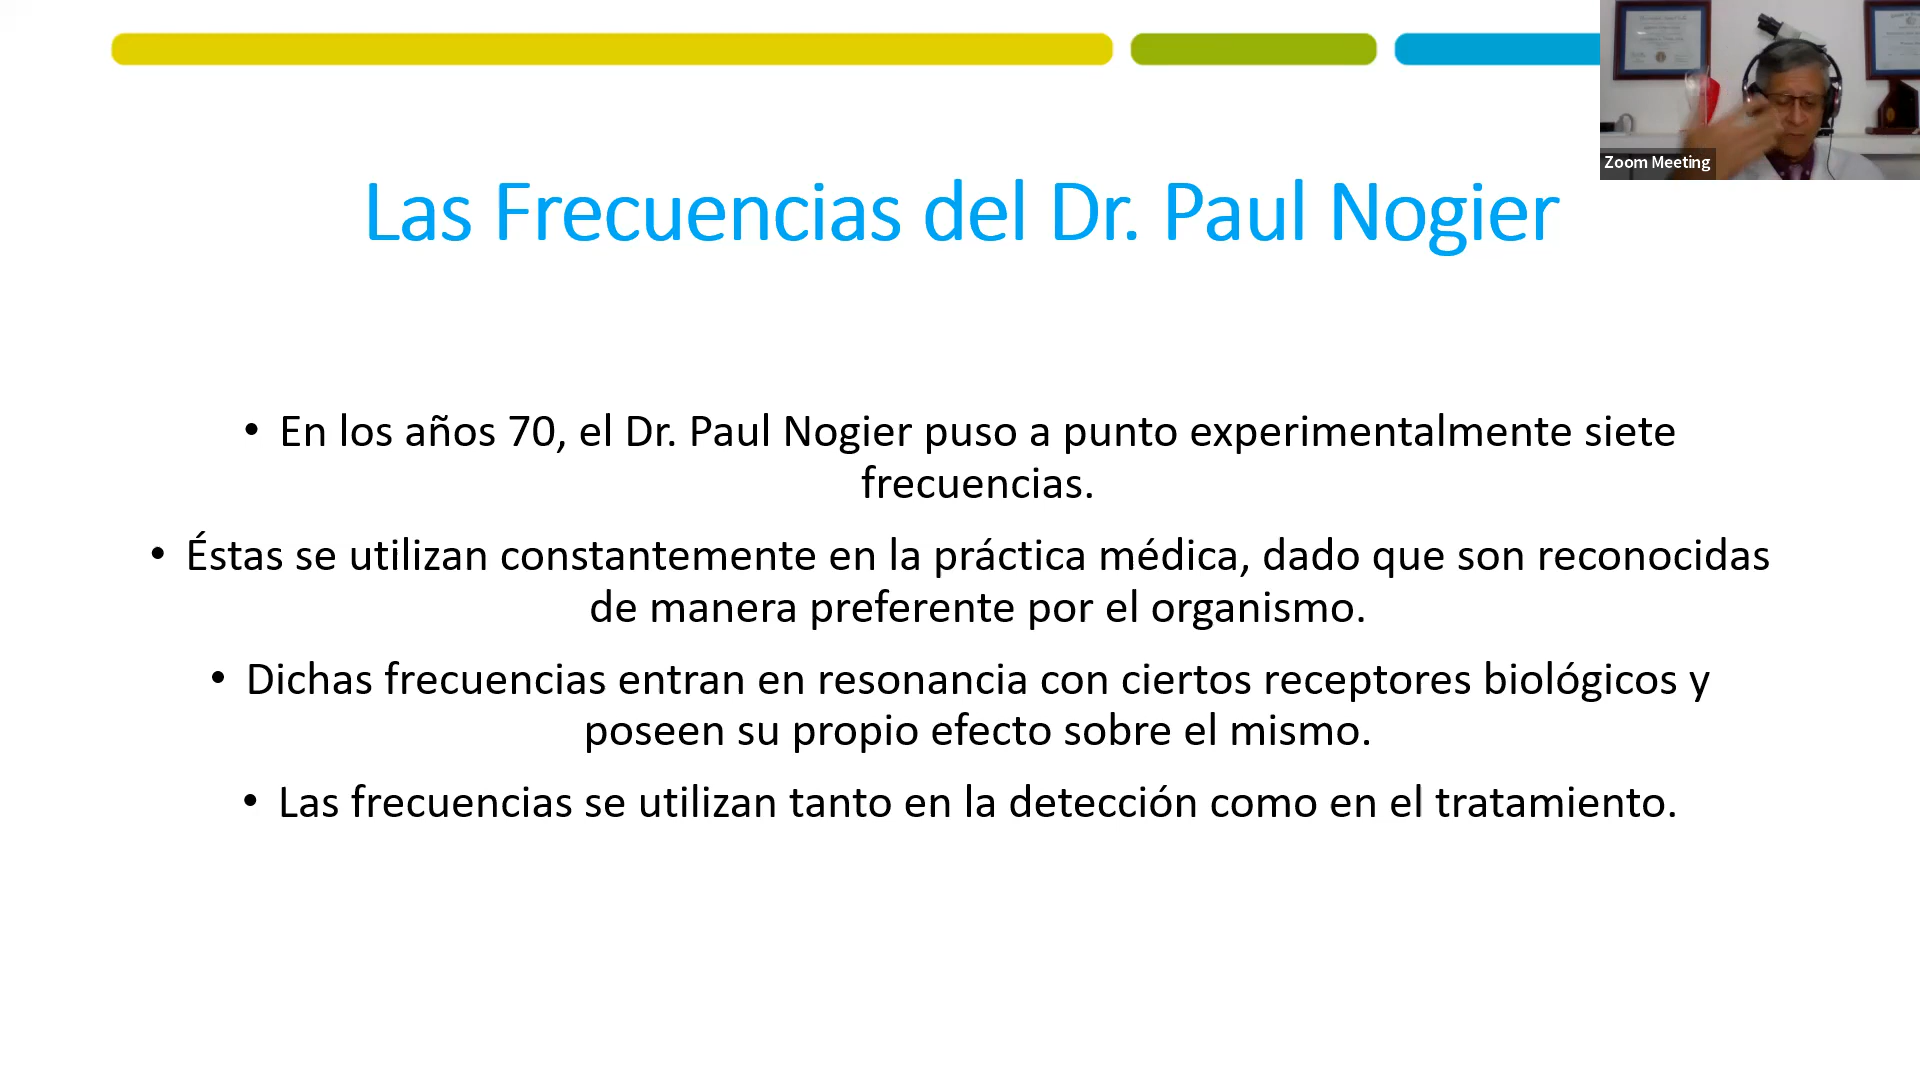 Zoom Meeting
Las Frecuencias del Dr. Paul Nogier
• En los años 70, el Dr. Paul Nogier puso a punto experimentalmente siete
frecuencias.
• Éstas se utilizan constantemente en la práctica médica, dado que son reconocidas
de manera preferente por el organismo.
• Dichas frecuencias entran en resonancia con ciertos receptores biológicos y
poseen su propio efecto sobre el mismo.
• Las frecuencias se utilizan tanto en la detección como en el tratamiento.